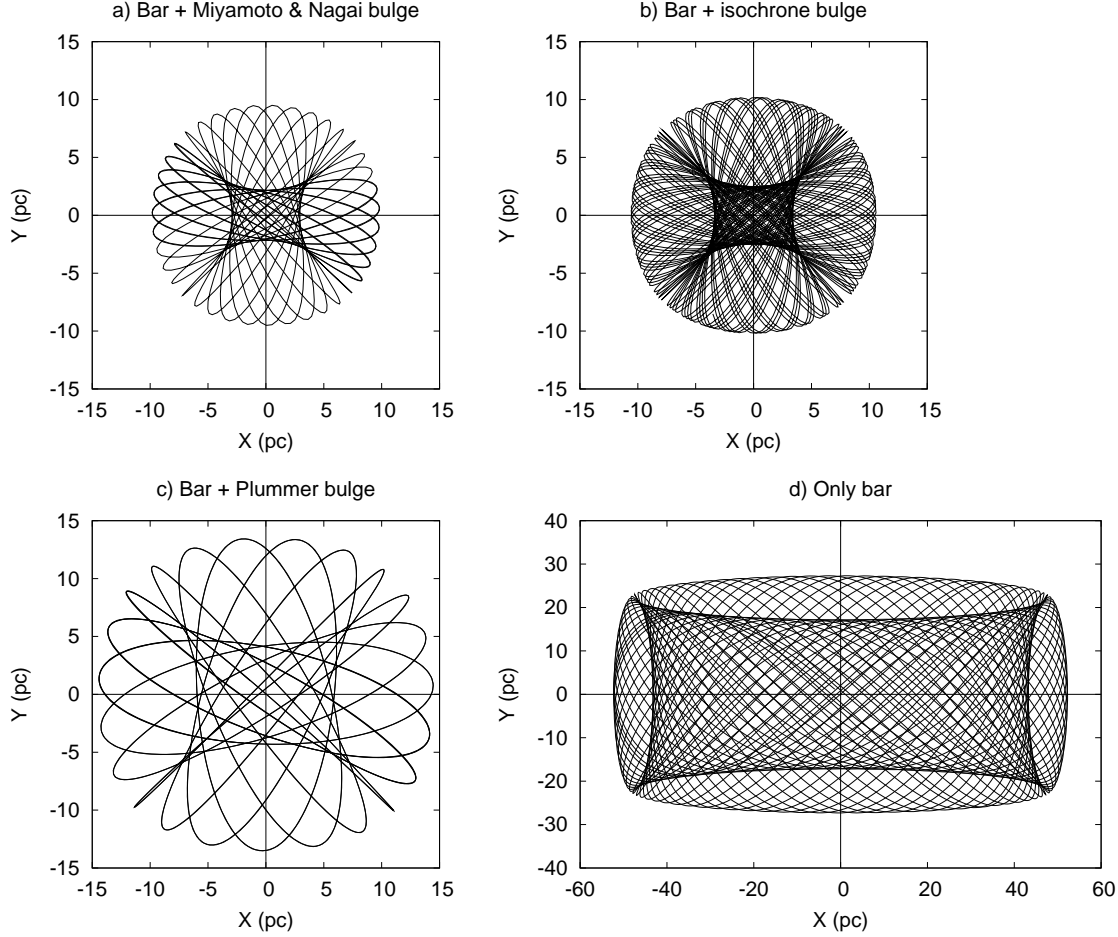 a) Bar + Miyamoto & Nagai bulge
15
10
5
0
-5
-10
-15
-15 -10 -5 0 5 10 15
Y (pc)
X (pc)
b) Bar + isochrone bulge
15
10
5
0
-5
-10
-15
-15 -10 -5 0 5 10 15
Y (pc)
X (pc)
c) Bar + Plummer bulge
15
10
5
0
-5
-10
-15
-15 -10 -5 0 5 10 15
Y (pc)
X (pc)
d) Only bar
40
30
20
10
0
-10
-20
-30
-40
-60 -40 -20 0 20 40 60
Y (pc)
X (pc)